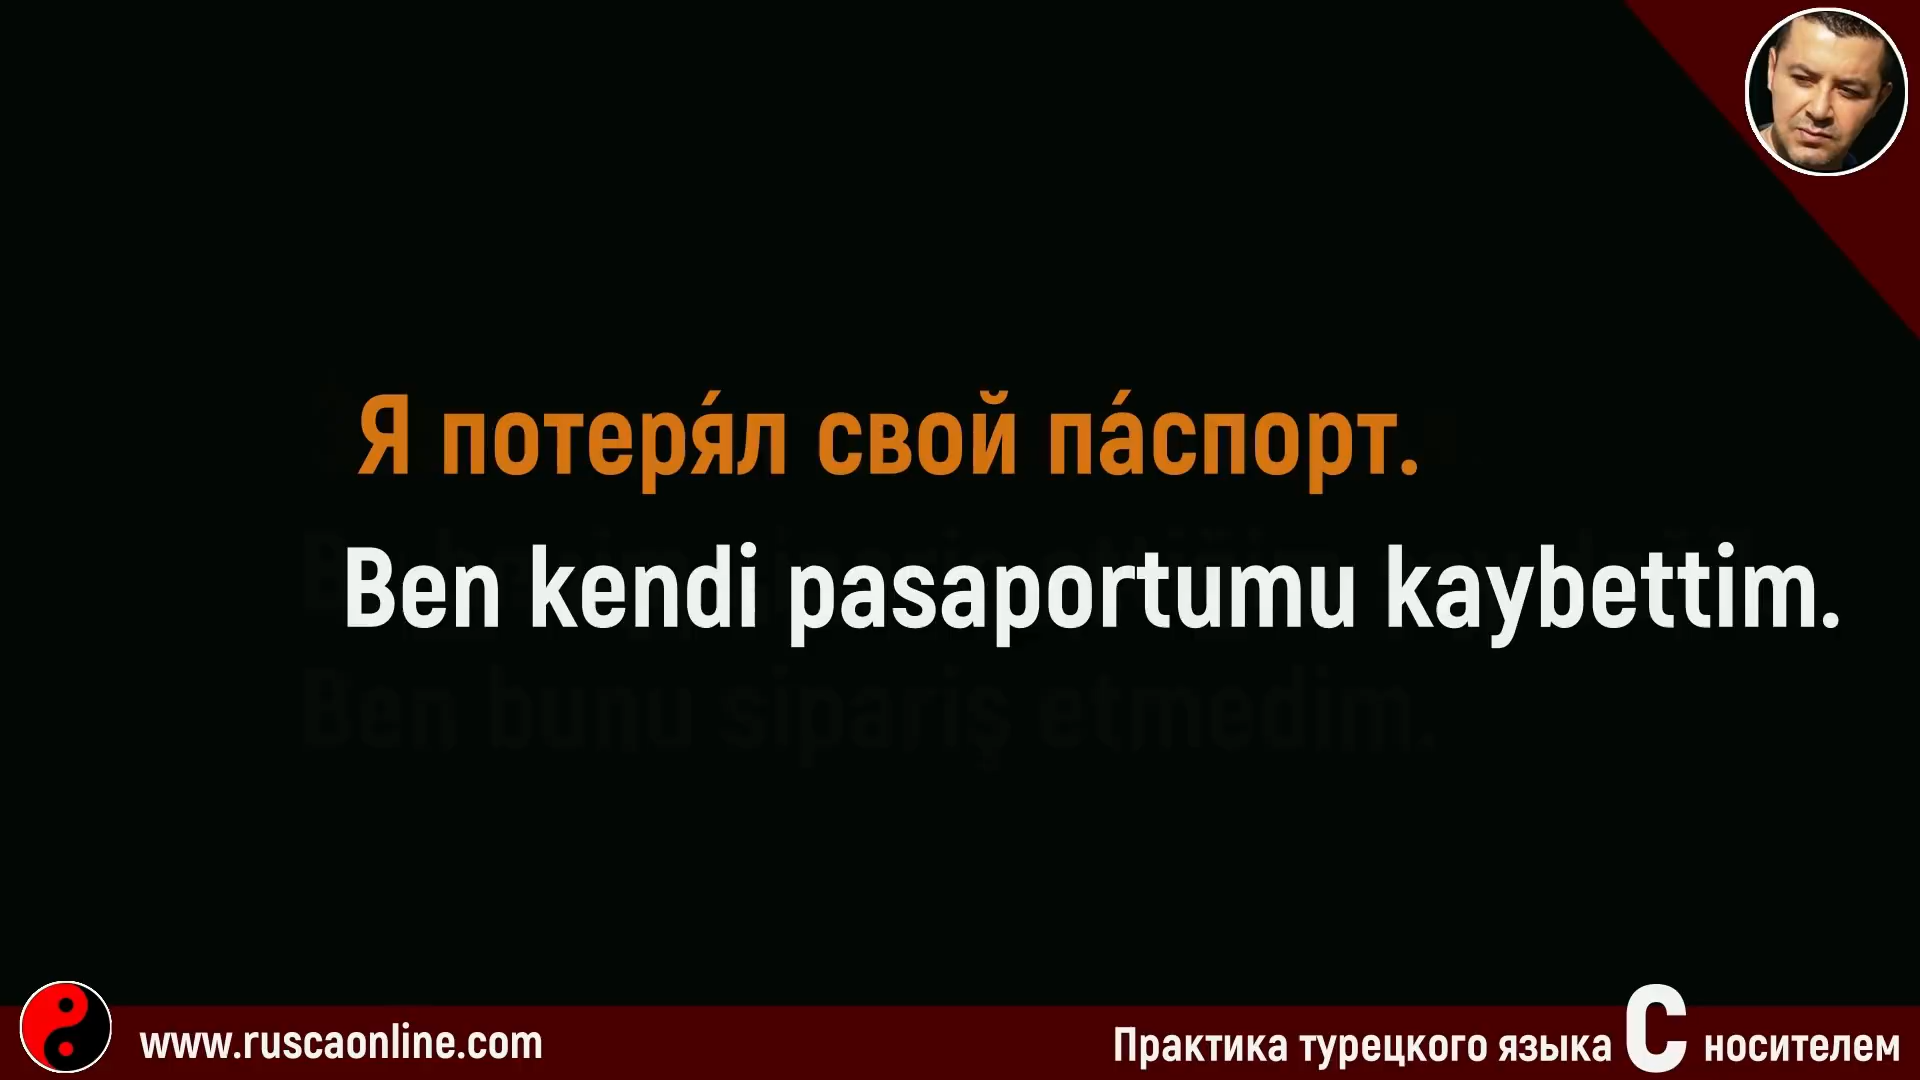 Я потеря́л свой па́спорт.
Ben kendi pasaportumu kaybettim.
Ben bunu sipariş etmedim.
www.ruscaonline.com
Практика турецкого языка С носителем